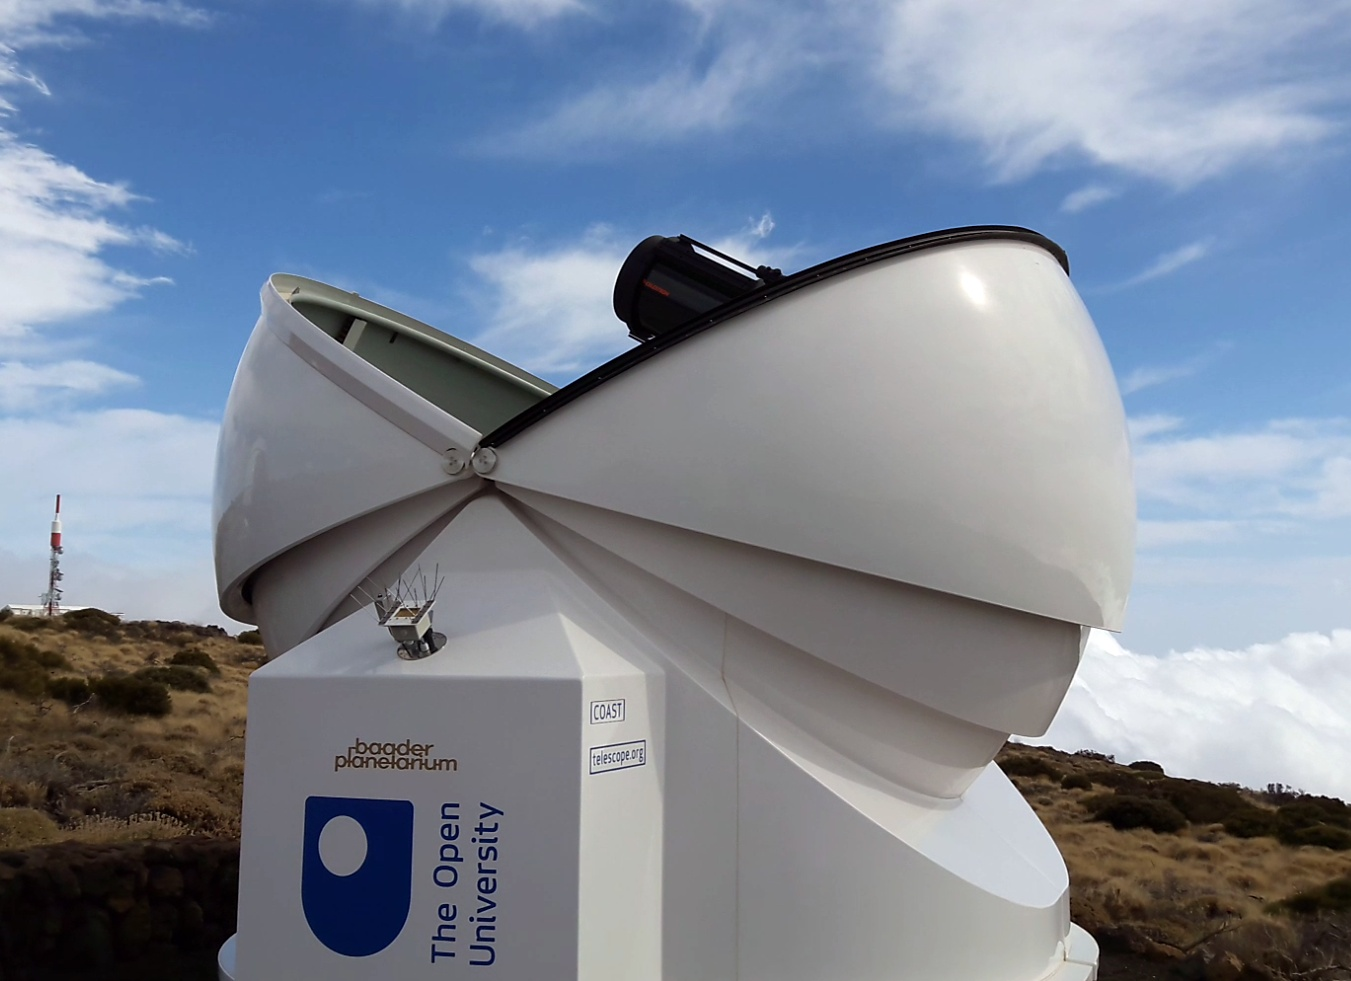 COAST
telescope.org
baader
planetarium
The Open
University